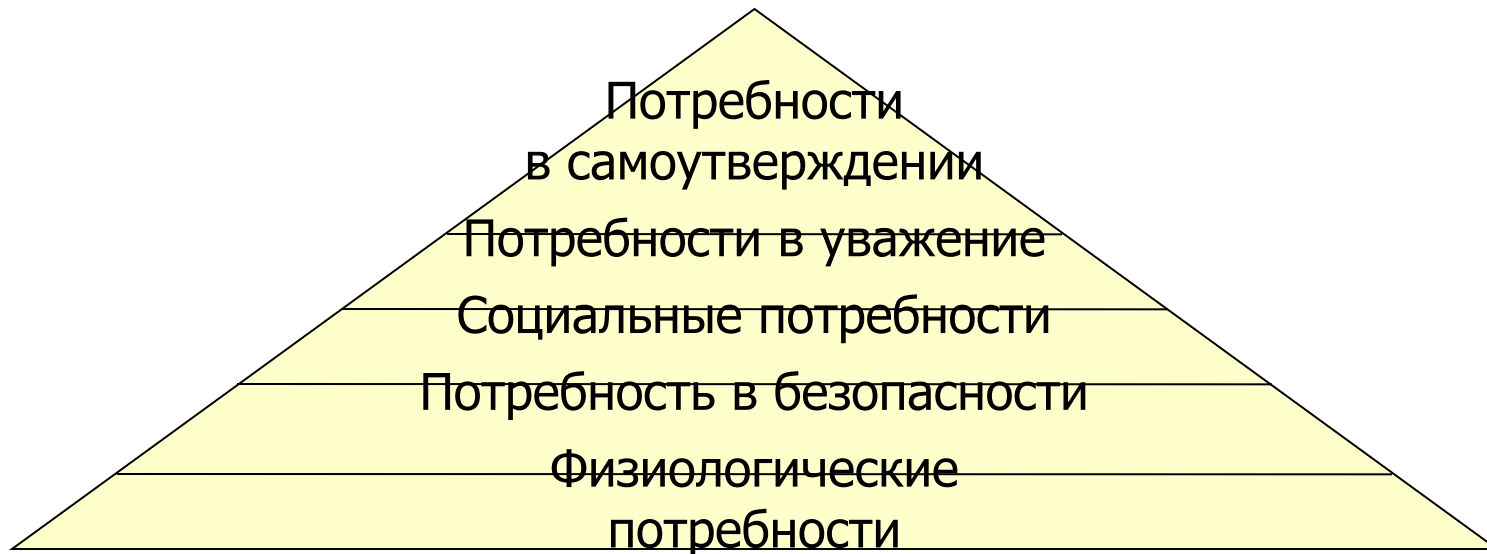 Потребности
в самоутверждении
Потребности в уважение
Социальные потребности
Потребность в безопасности
Физиологические
потребности